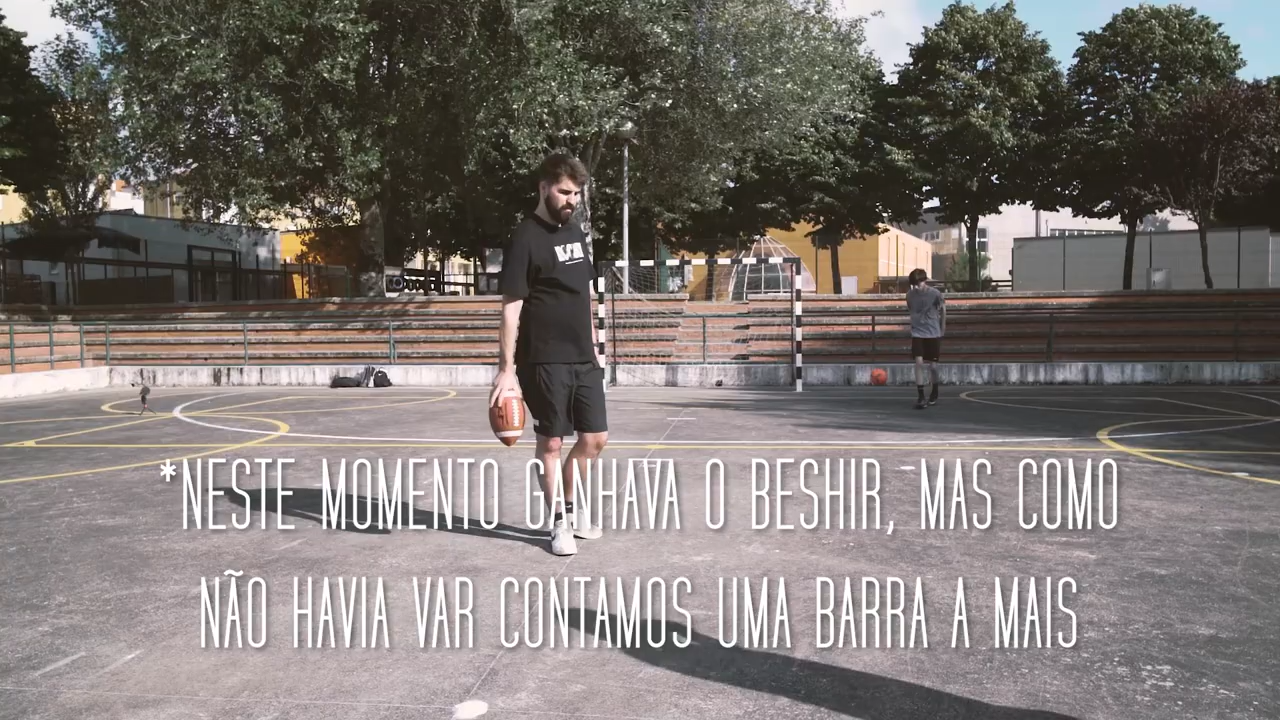 *NESTE MOMENTO GANHAVA O BESHIR, MAS COMO
NÃO HAVIA VAR CONTAMOS UMA BARRA A MAIS